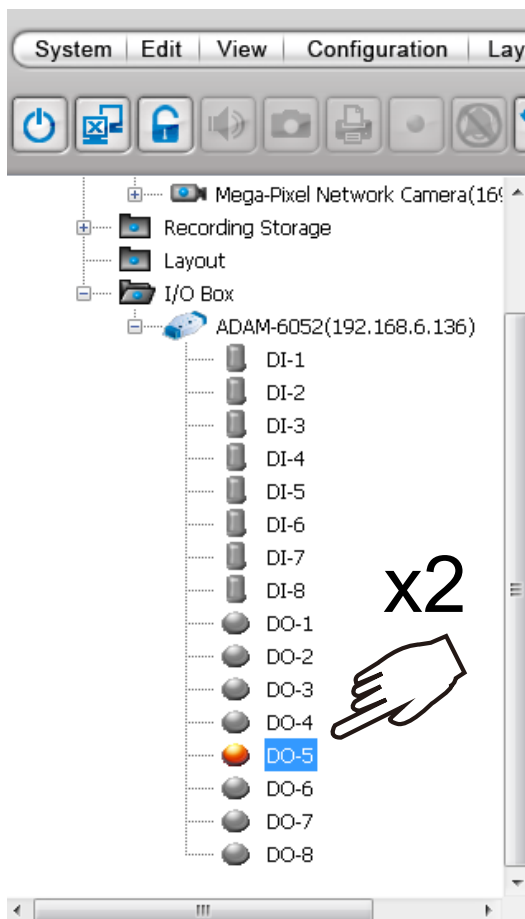 System Edit View Configuration Lay
Mega-Pixel Network Camera(169
Recording Storage
Layout
I/O Box
ADAM-6052(192.168.6.136)
DI-1
DI-2
DI-3
DI-4
DI-5
DI-6
DI-7
DI-8
x2
DO-1
DO-2
DO-3
DO-4
DO-5
DO-6
DO-7
DO-8